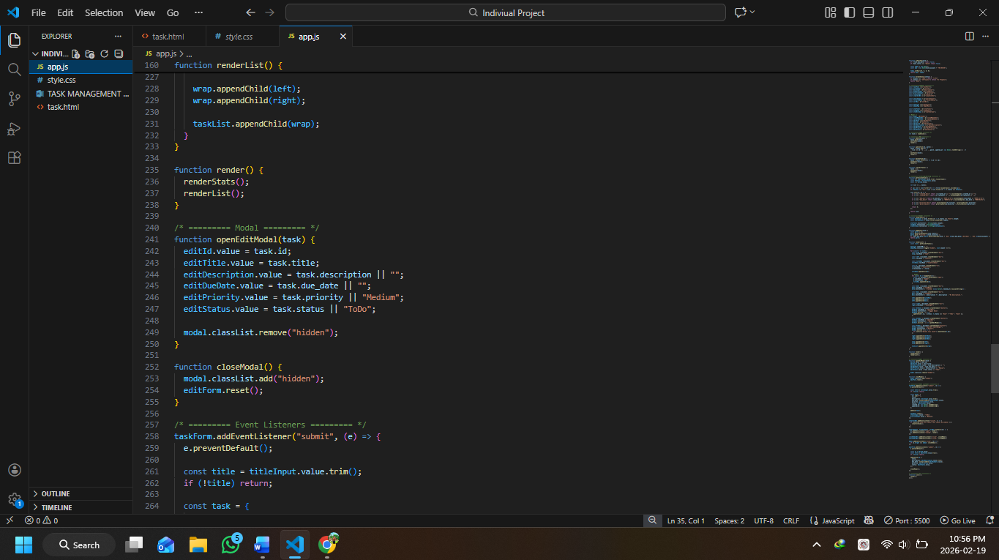 File Edit Selection View Go ···
Indiviual Project
EXPLORER ···
INDIVI...
JS app.js
# style.css
TASK MANAGEMENT ...
<> task.html
OUTLINE
TIMELINE
<> task.html
# style.css
JS app.js ×
JS app.js > ...
160 function renderList() {
227
228 wrap.appendChild(left);
229 wrap.appendChild(right);
230
231 taskList.appendChild(wrap);
232 }
233 }
234
235 function render() {
236 renderStats();
237 renderList();
238 }
239
240 /* ========= Modal ========= */
241 function openEditModal(task) {
242 editId.value = task.id;
243 editTitle.value = task.title;
244 editDescription.value = task.description || "";
245 editDueDate.value = task.due_date || "";
246 editPriority.value = task.priority || "Medium";
247 editStatus.value = task.status || "ToDo";
248
249 modal.classList.remove("hidden");
250 }
251
252 function closeModal() {
253 modal.classList.add("hidden");
254 editForm.reset();
255 }
256
257 /* ========= Event Listeners ========= */
258 taskForm.addEventListener("submit", (e) => {
259 e.preventDefault();
260
261 const title = titleInput.value.trim();
262 if (!title) return;
263
264 const task = {
1
0 0
Ln 35, Col 1 Spaces: 2 UTF-8 CRLF {} JavaScript Port : 5500 Go Live
Search
5
10:56 PM
2026-02-19